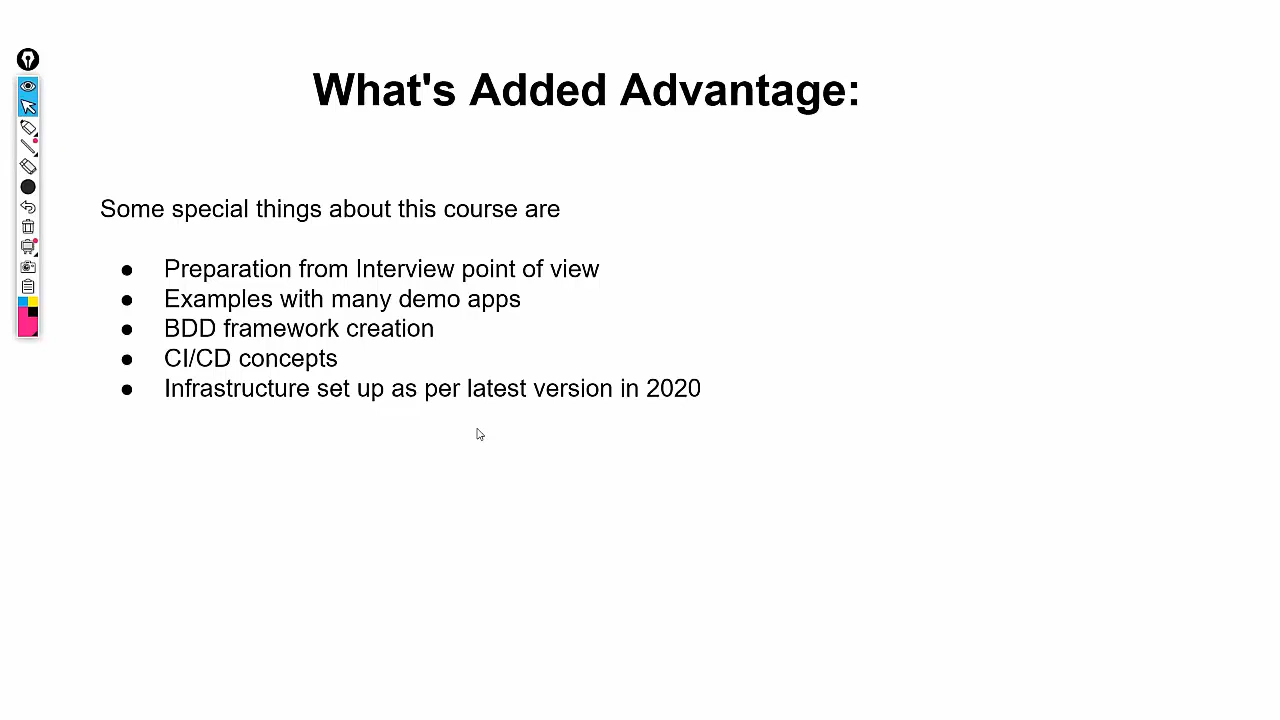 What's Added Advantage:
Some special things about this course are
● Preparation from Interview point of view
● Examples with many demo apps
● BDD framework creation
● CI/CD concepts
● Infrastructure set up as per latest version in 2020